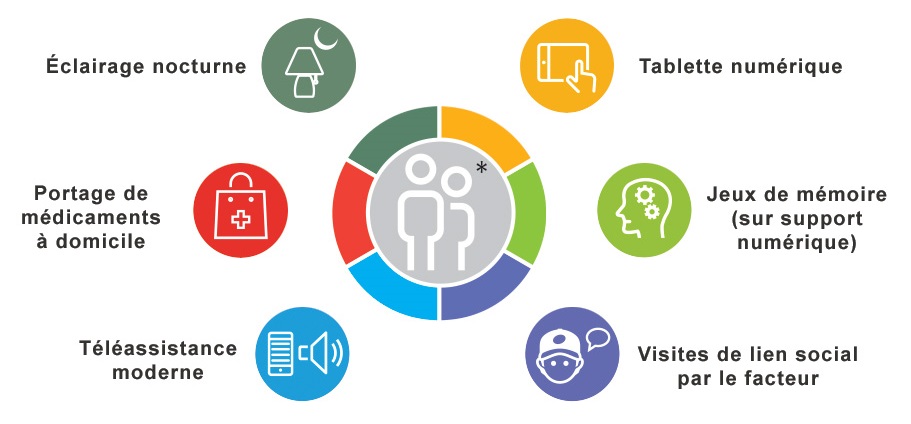 Éclairage nocturne
Tablette numérique
Portage de
médicaments
à domicile
*
Jeux de mémoire
(sur support
numérique)
Téléassistance
moderne
Visites de lien social
par le facteur